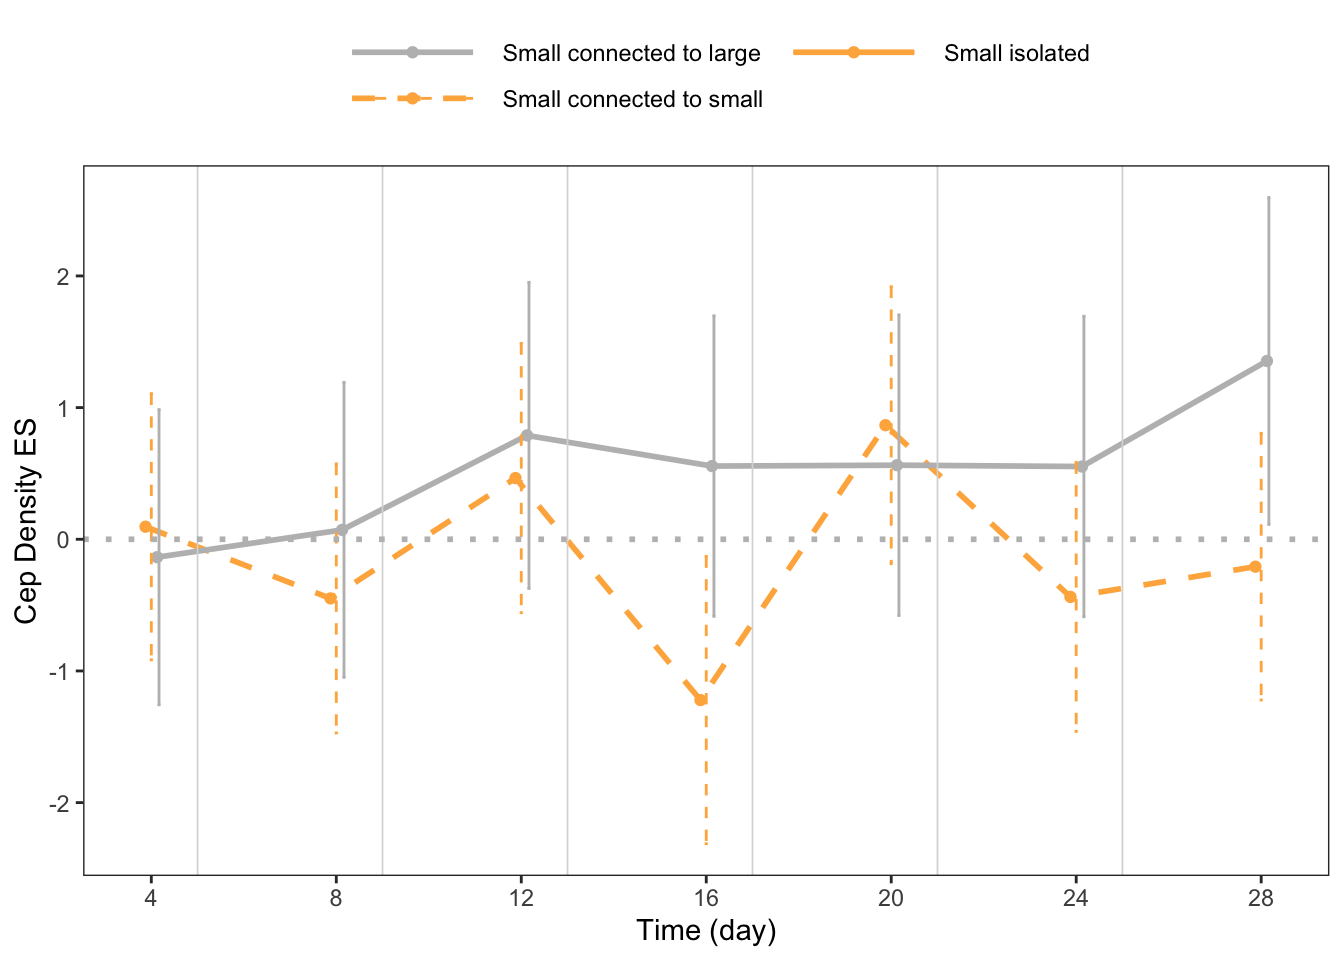 Small connected to large
Small isolated
Small connected to small
Cep Density ES
2
1
0
-1
-2
4
8
12
16
20
24
28
Time (day)